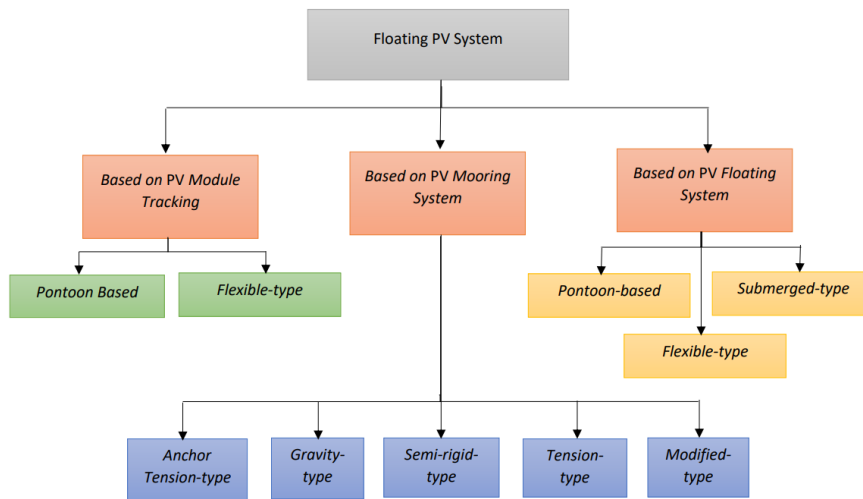 Floating PV System
Based on PV Module
Tracking
Based on PV Mooring
System
Based on PV Floating
System
Pontoon Based
Flexible-type
Pontoon-based
Submerged-type
Flexible-type
Anchor
Tension-type
Gravity-
type
Semi-rigid-
type
Tension-
type
Modified-
type